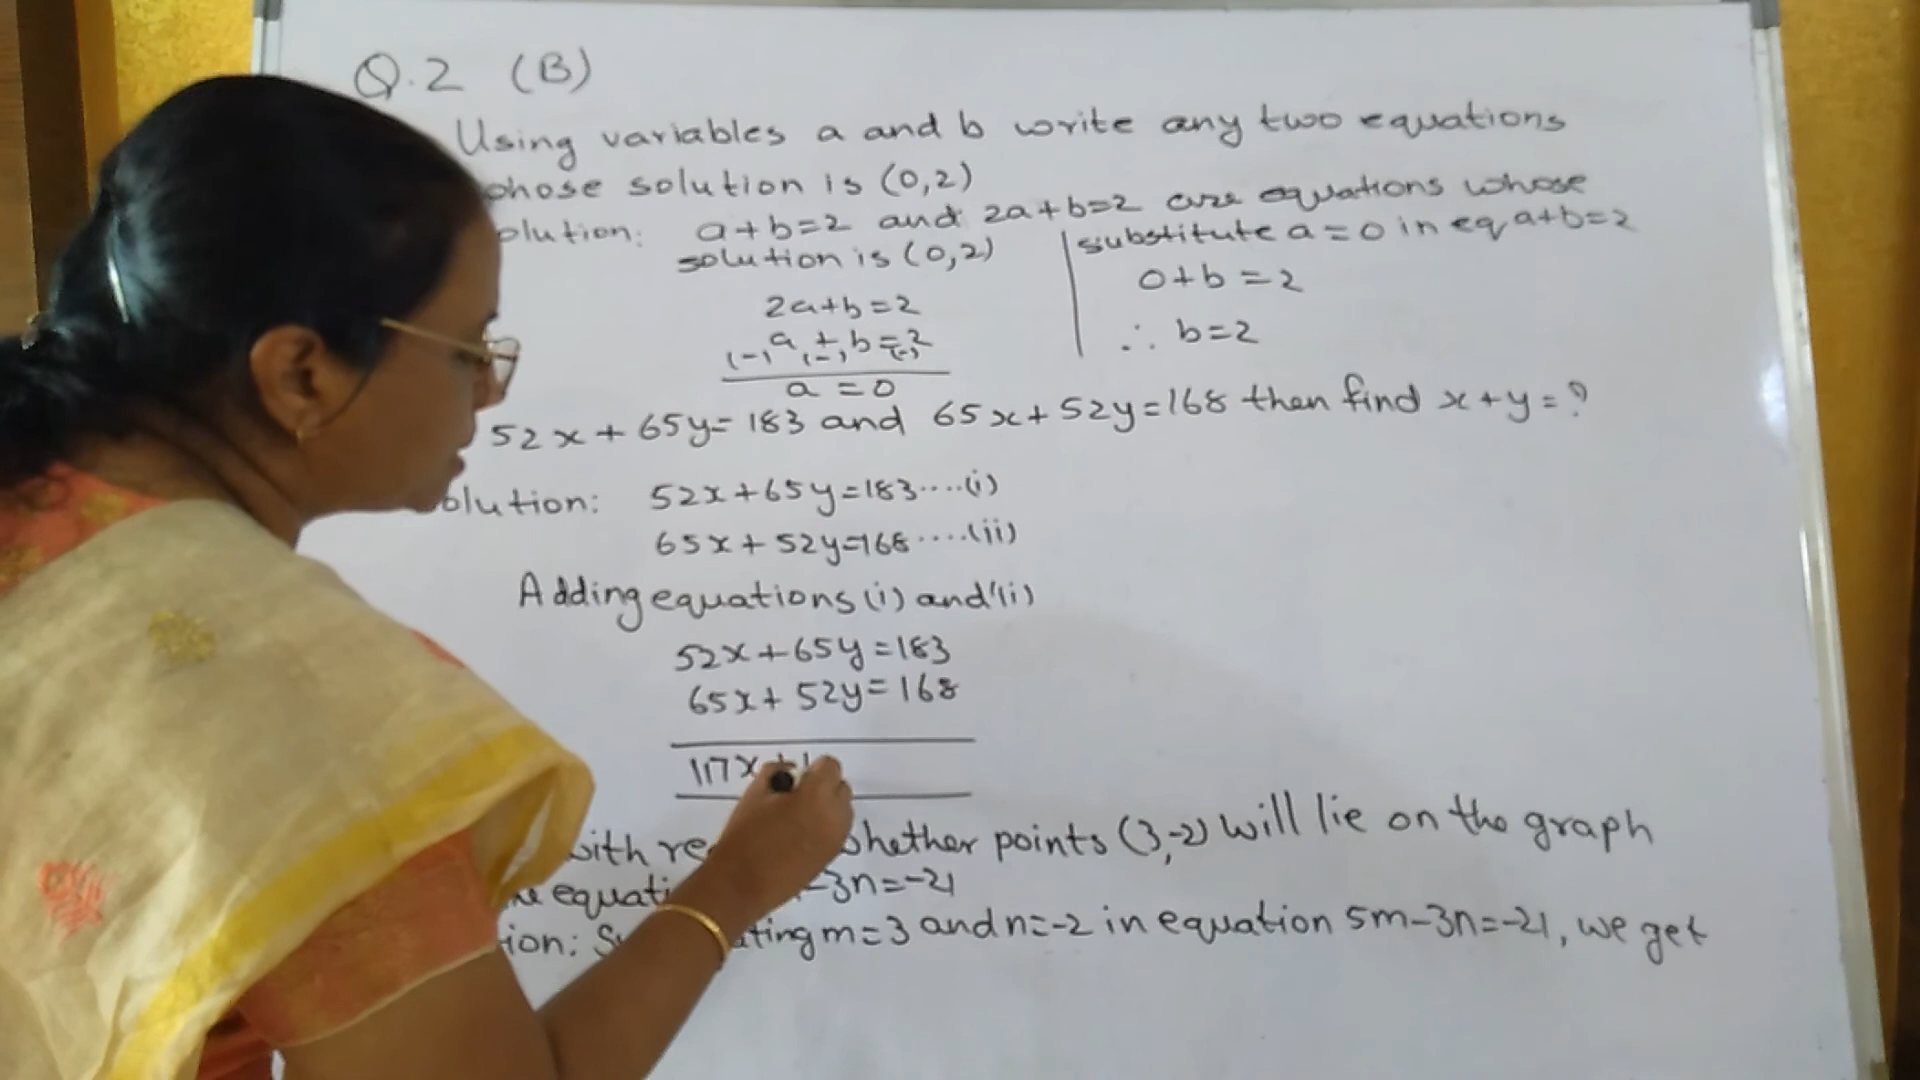 Q.2 (B)
Using variables a and b write any two equations
whose solution is (0,2)
olution: a+b=2 and 2a+b=2 are equations whose
solution is (0,2)
2a+b=2
a + b = 2
(-) (-) (-)
a = 0
substitute a=0 in eq a+b=2
0+b=2
∴ b=2
52x + 65y = 183 and 65x + 52y = 168 then find x+y=?
olution: 52x+65y=183....(i)
65x+52y=168....(ii)
Adding equations (i) and (ii)
52x+65y=183
65x+52y=168
117x+1
with re whether points (3,-2) will lie on the graph
equati -3n=-21
ion: S ating m=3 and n=-2 in equation 5m-3n=-21, we get